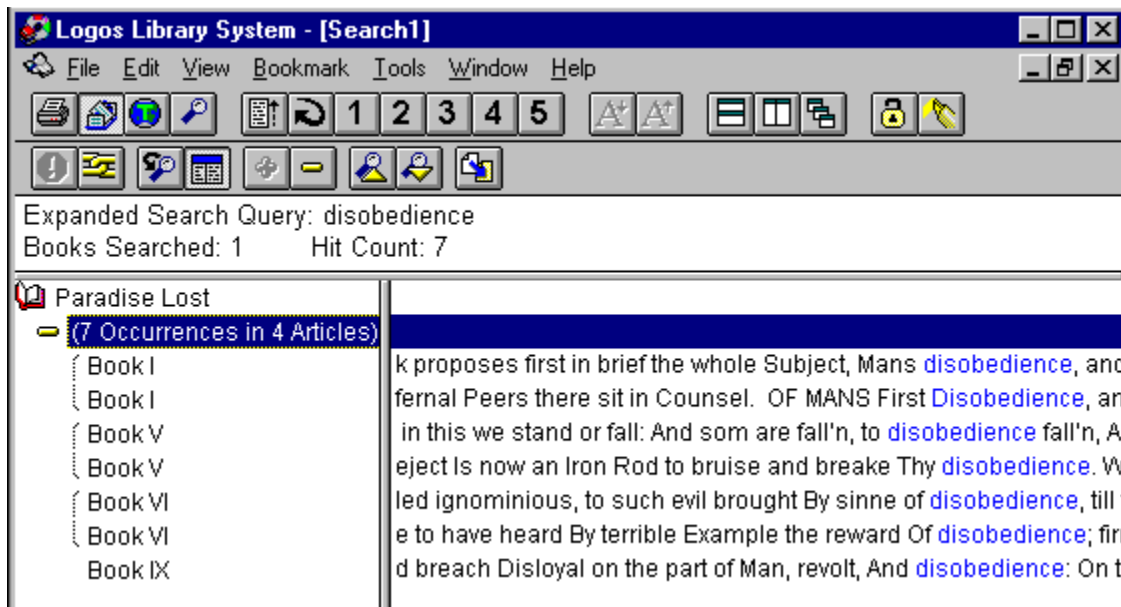 Logos Library System - [Search1]
File Edit View Bookmark Tools Window Help
1 2 3 4 5 A A
Expanded Search Query: disobedience
Books Searched: 1 Hit Count: 7
Paradise Lost
(7 Occurrences in 4 Articles)
Book I k proposes first in brief the whole Subject, Mans disobedience, and
Book I fernal Peers there sit in Counsel. OF MANS First Disobedience, an
Book V in this we stand or fall: And som are fall'n, to disobedience fall'n, A
Book V eject Is now an Iron Rod to bruise and breake Thy disobedience. W
Book VI led ignominious, to such evil brought By sinne of disobedience, till
Book VI e to have heard By terrible Example the reward Of disobedience; fir
Book IX d breach Disloyal on the part of Man, revolt, And disobedience: On t